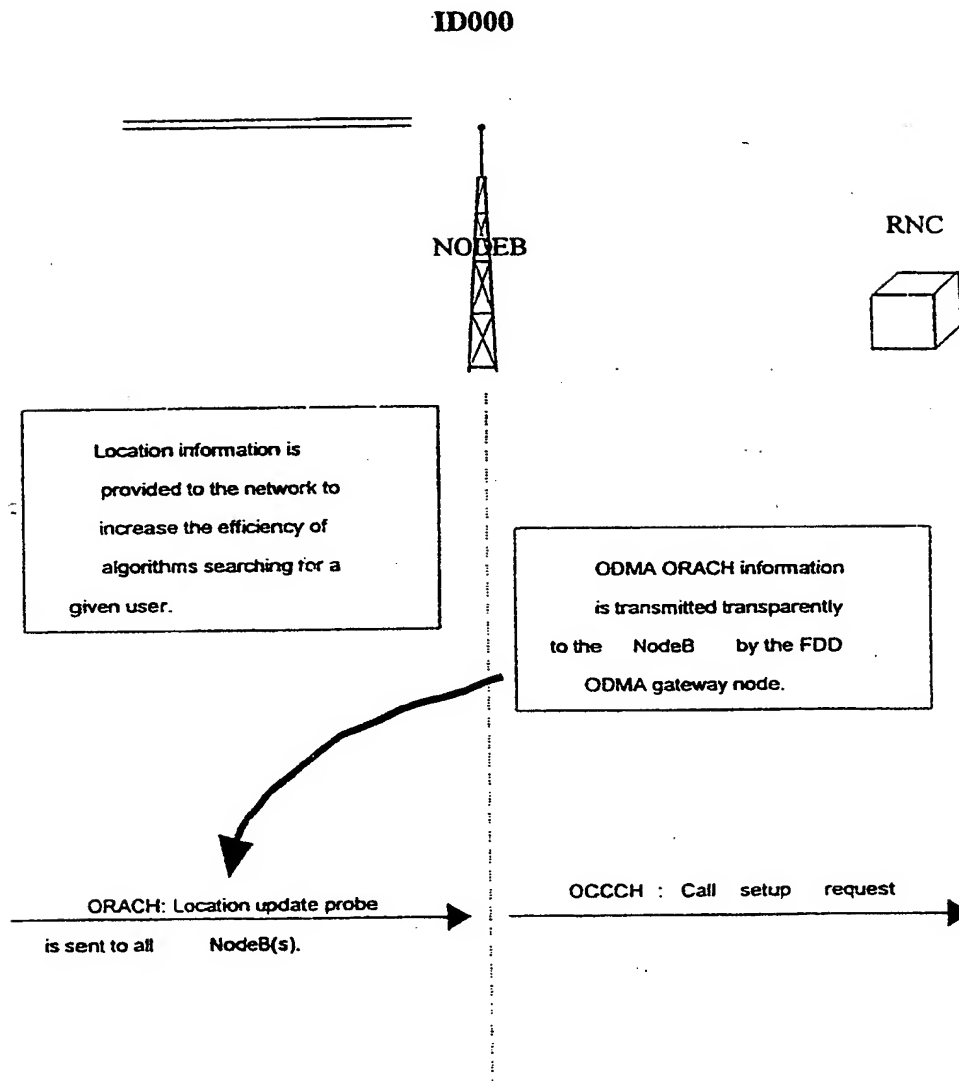 ID000
NODEB
RNC
Location information is
provided to the network to
increase the efficiency of
algorithms searching for a
given user.
ODMA ORACH information
is transmitted transparently
to the NodeB by the FDD
ODMA gateway node.
ORACH: Location update probe
is sent to all NodeB(s).
OCCCH : Call setup request